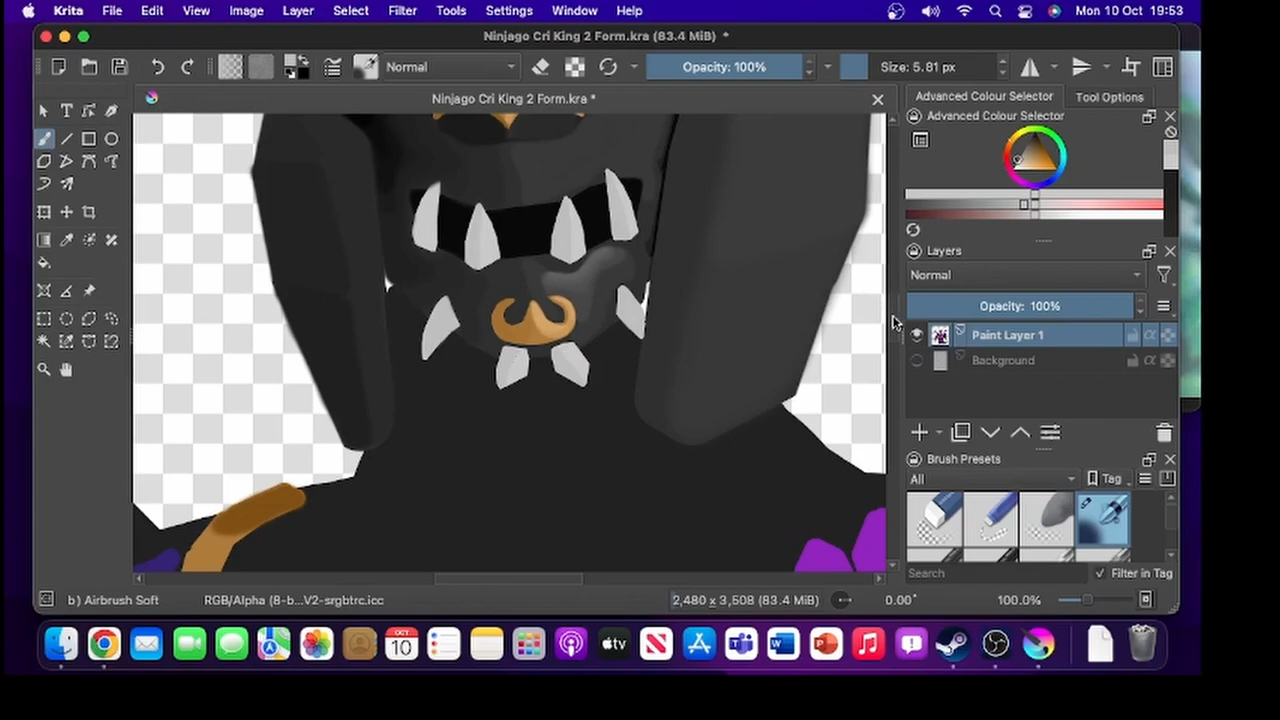 Krita File Edit View Image Layer Select Filter Tools Settings Window Help Mon 10 Oct 19:53
Ninjago Cri King 2 Form.kra (83.4 MiB) *
Normal Opacity: 100% Size: 5.81 px
Ninjago Cri King 2 Form.kra *
Advanced Colour Selector Tool Options
Advanced Colour Selector
Layers
Normal
Opacity: 100%
Paint Layer 1
Background
Brush Presets
All Tag
Search Filter in Tag
b) Airbrush Soft RGB/Alpha (8-b...V2-srgbtrc.icc 2,480 x 3,508 (83.4 MiB) 0.00° 100.0%
OCT
10
tv